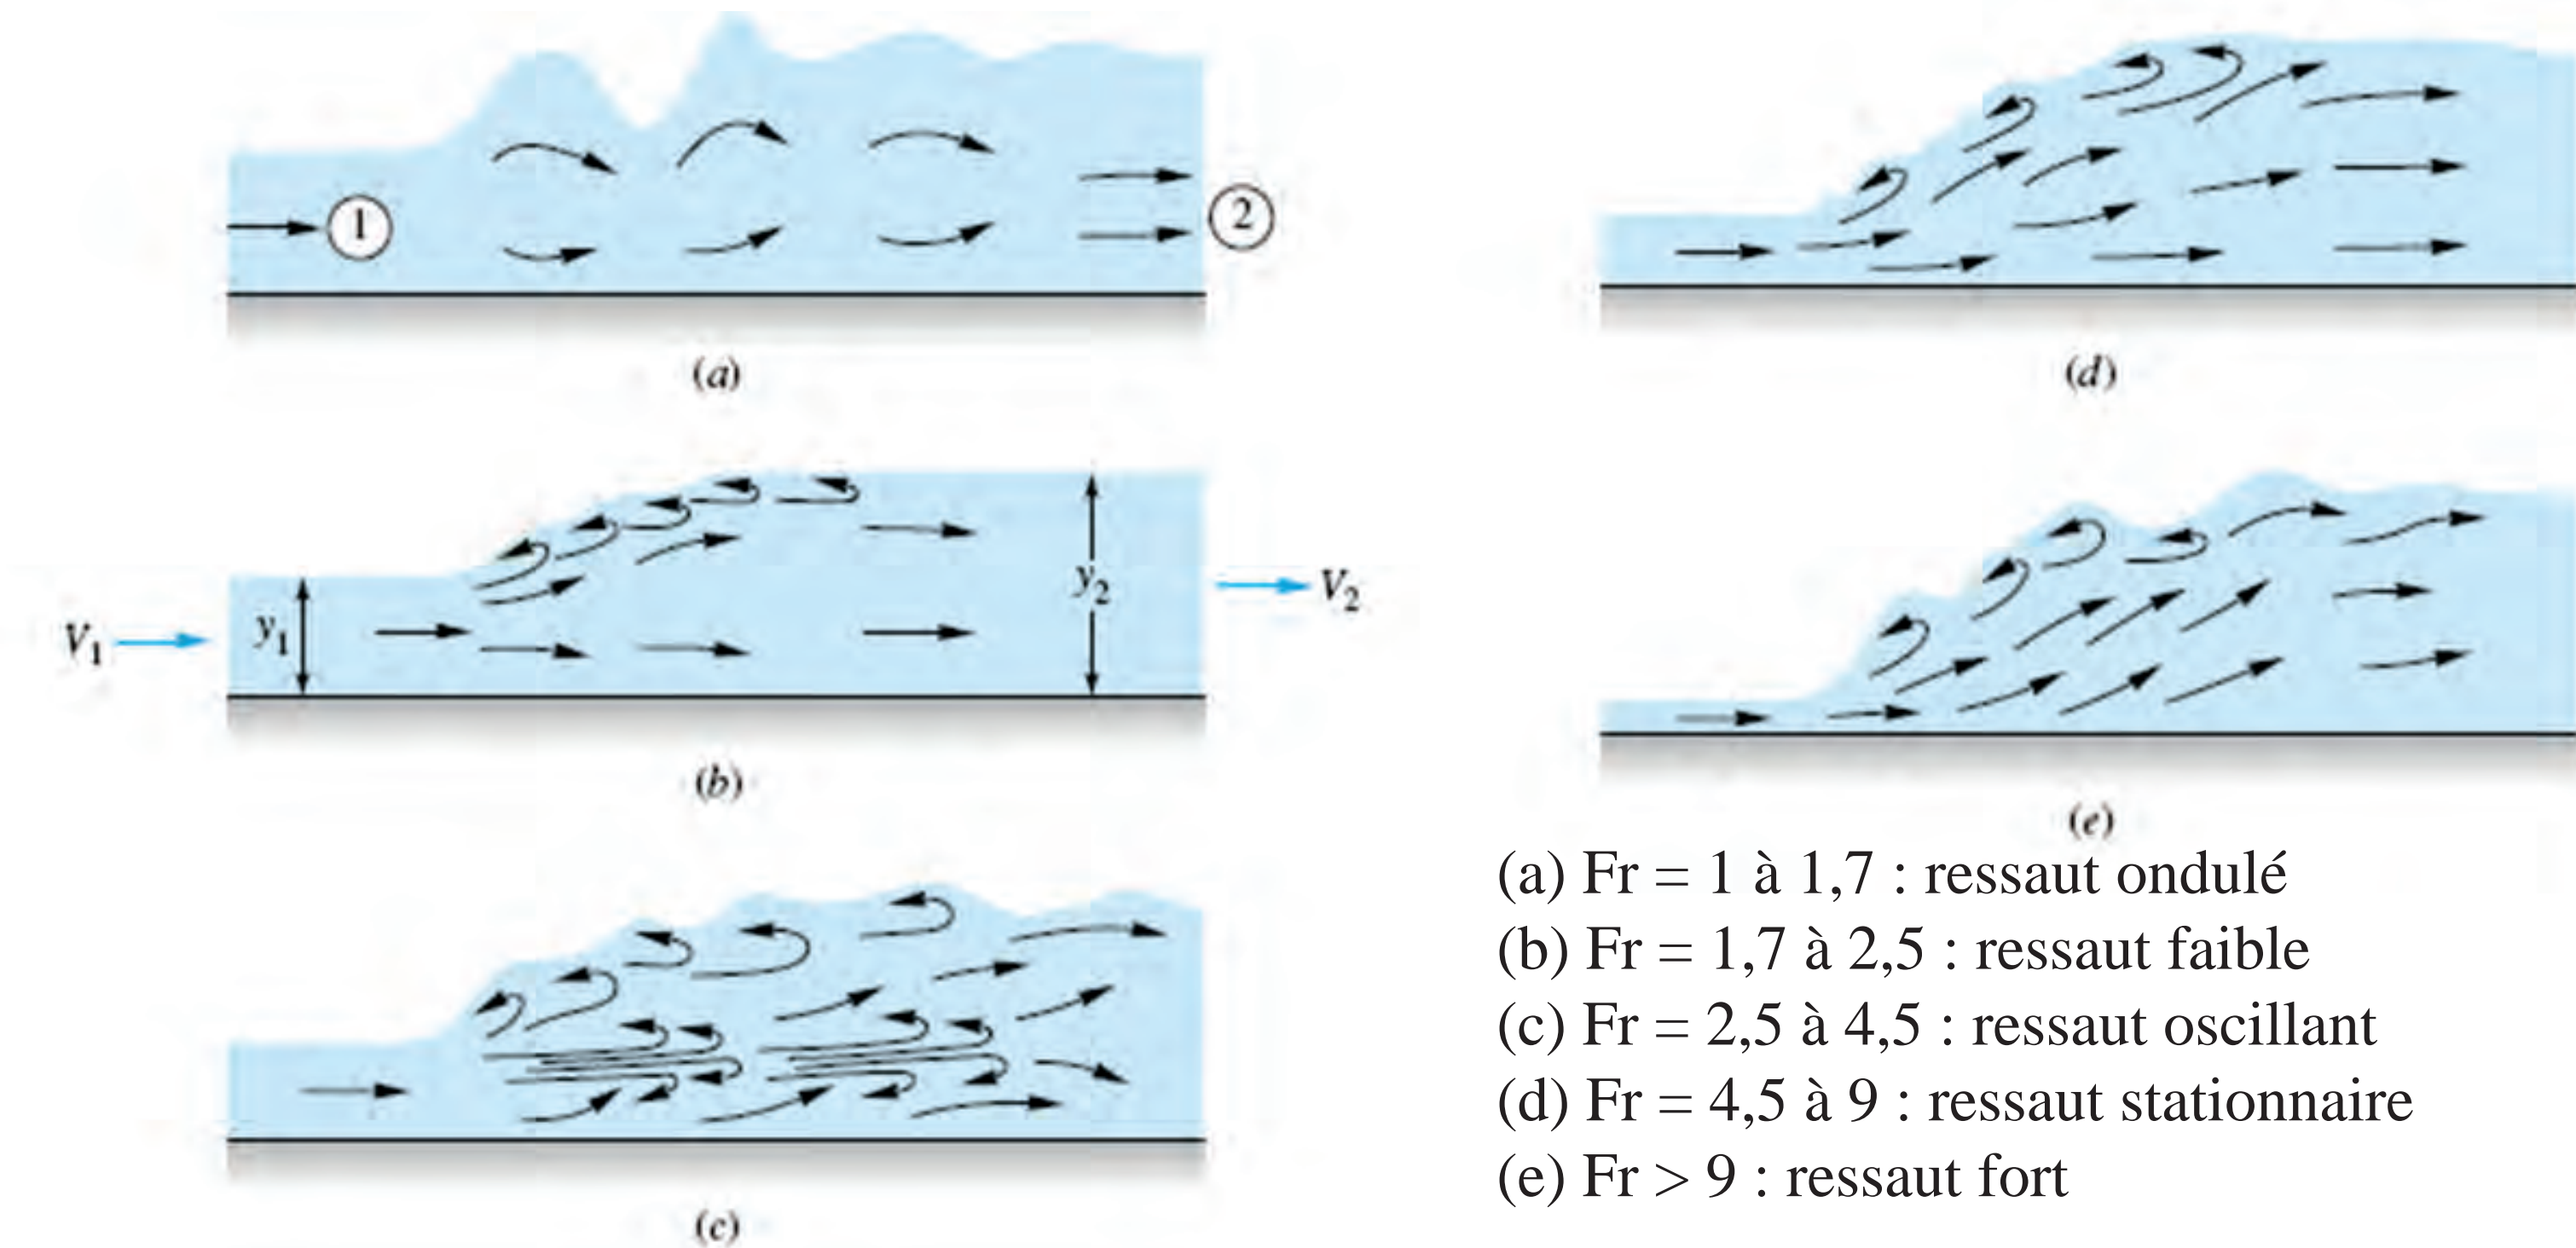 1
2
(a)
V₁
y₁
y₂
V₂
(b)
(c)
(d)
(e)
(a) Fr = 1 à 1,7 : ressaut ondulé
(b) Fr = 1,7 à 2,5 : ressaut faible
(c) Fr = 2,5 à 4,5 : ressaut oscillant
(d) Fr = 4,5 à 9 : ressaut stationnaire
(e) Fr > 9 : ressaut fort